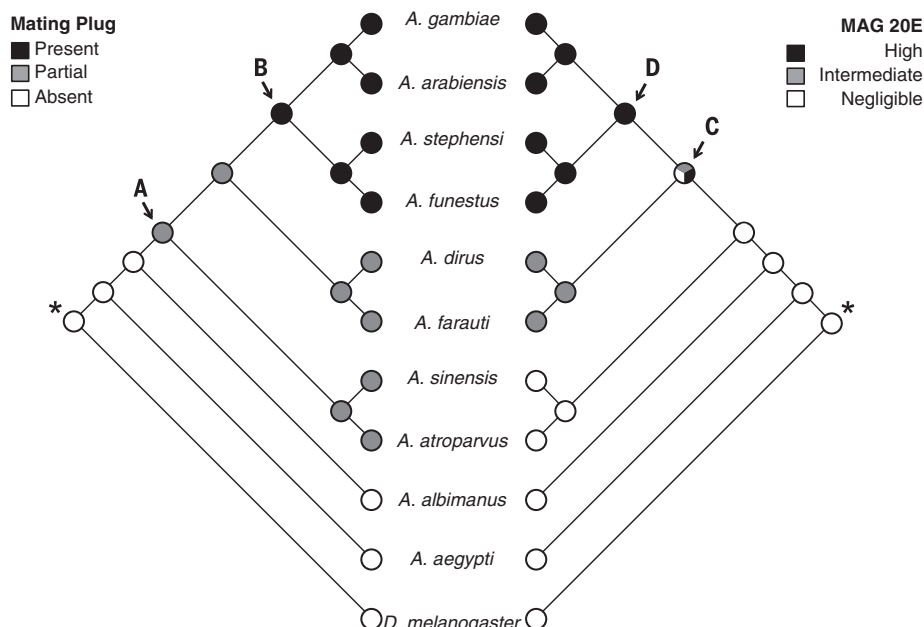 Mating Plug
Present
Partial
Absent
MAG 20E
High
Intermediate
Negligible
A
B
C
D
*
*
A. gambiae
A. arabiensis
A. stephensi
A. funestus
A. dirus
A. farauti
A. sinensis
A. atroparvus
A. albimanus
A. aegypti
D. melanogaster